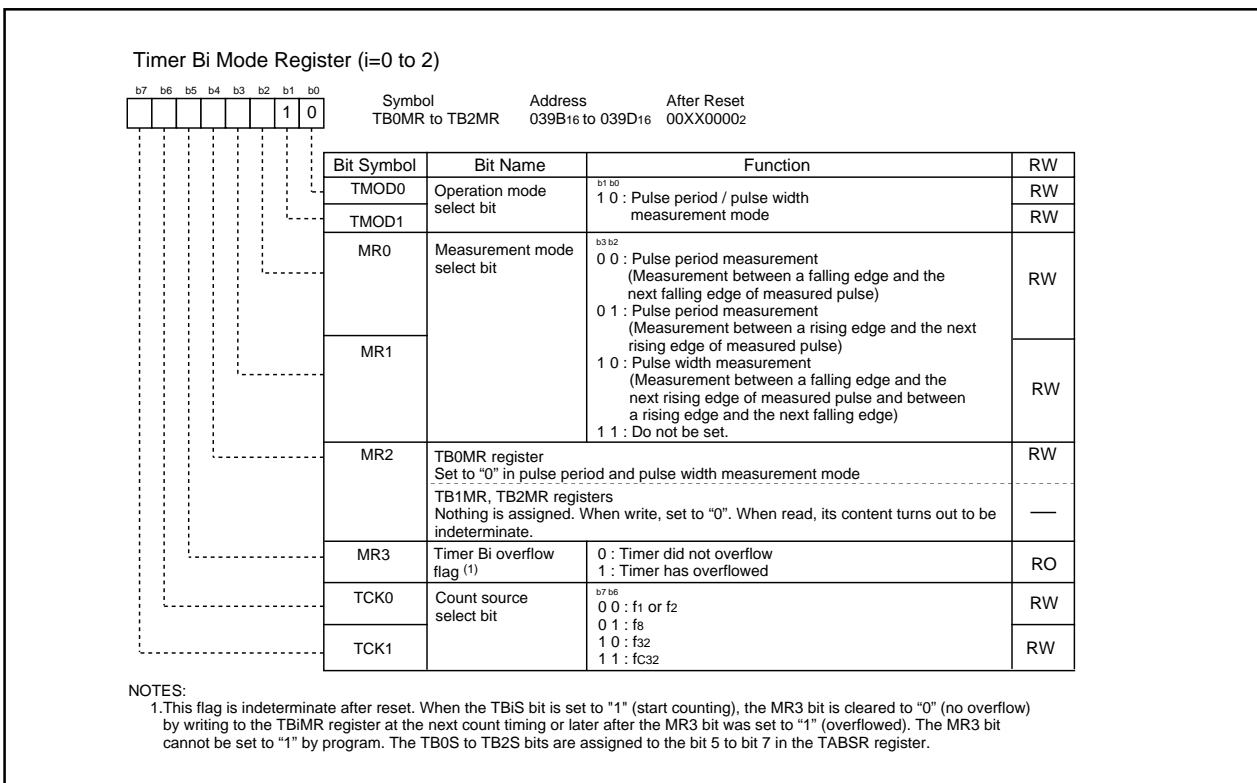 Timer Bi Mode Register (i=0 to 2)
b7 b6 b5 b4 b3 b2 b1 b0
1 0
Symbol Address After Reset
TB0MR to TB2MR 039B16 to 039D16 00XX00002
Bit Symbol Bit Name Function RW
TMOD0 Operation mode select bit
b1 b0
1 0 : Pulse period / pulse width measurement mode
RW
TMOD1 RW
MR0 Measurement mode select bit
b3 b2
0 0 : Pulse period measurement
(Measurement between a falling edge and the
next falling edge of measured pulse)
RW
0 1 : Pulse period measurement
(Measurement between a rising edge and the next
rising edge of measured pulse)
MR1
1 0 : Pulse width measurement
(Measurement between a falling edge and the
next rising edge of measured pulse and between
a rising edge and the next falling edge)
RW
1 1 : Do not be set.
MR2 TB0MR register RW
Set to “0” in pulse period and pulse width measurement mode
TB1MR, TB2MR registers
Nothing is assigned. When write, set to “0”. When read, its content turns out to be —
indeterminate.
MR3 Timer Bi overflow flag (1)
0 : Timer did not overflow
1 : Timer has overflowed
RO
TCK0 Count source select bit
b7 b6
0 0 : f1 or f2
RW
0 1 : f8
TCK1
1 0 : f32
RW
1 1 : fC32
NOTES:
1.This flag is indeterminate after reset. When the TBiS bit is set to "1" (start counting), the MR3 bit is cleared to “0” (no overflow)
by writing to the TBiMR register at the next count timing or later after the MR3 bit was set to “1” (overflowed). The MR3 bit
cannot be set to “1” by program. The TB0S to TB2S bits are assigned to the bit 5 to bit 7 in the TABSR register.